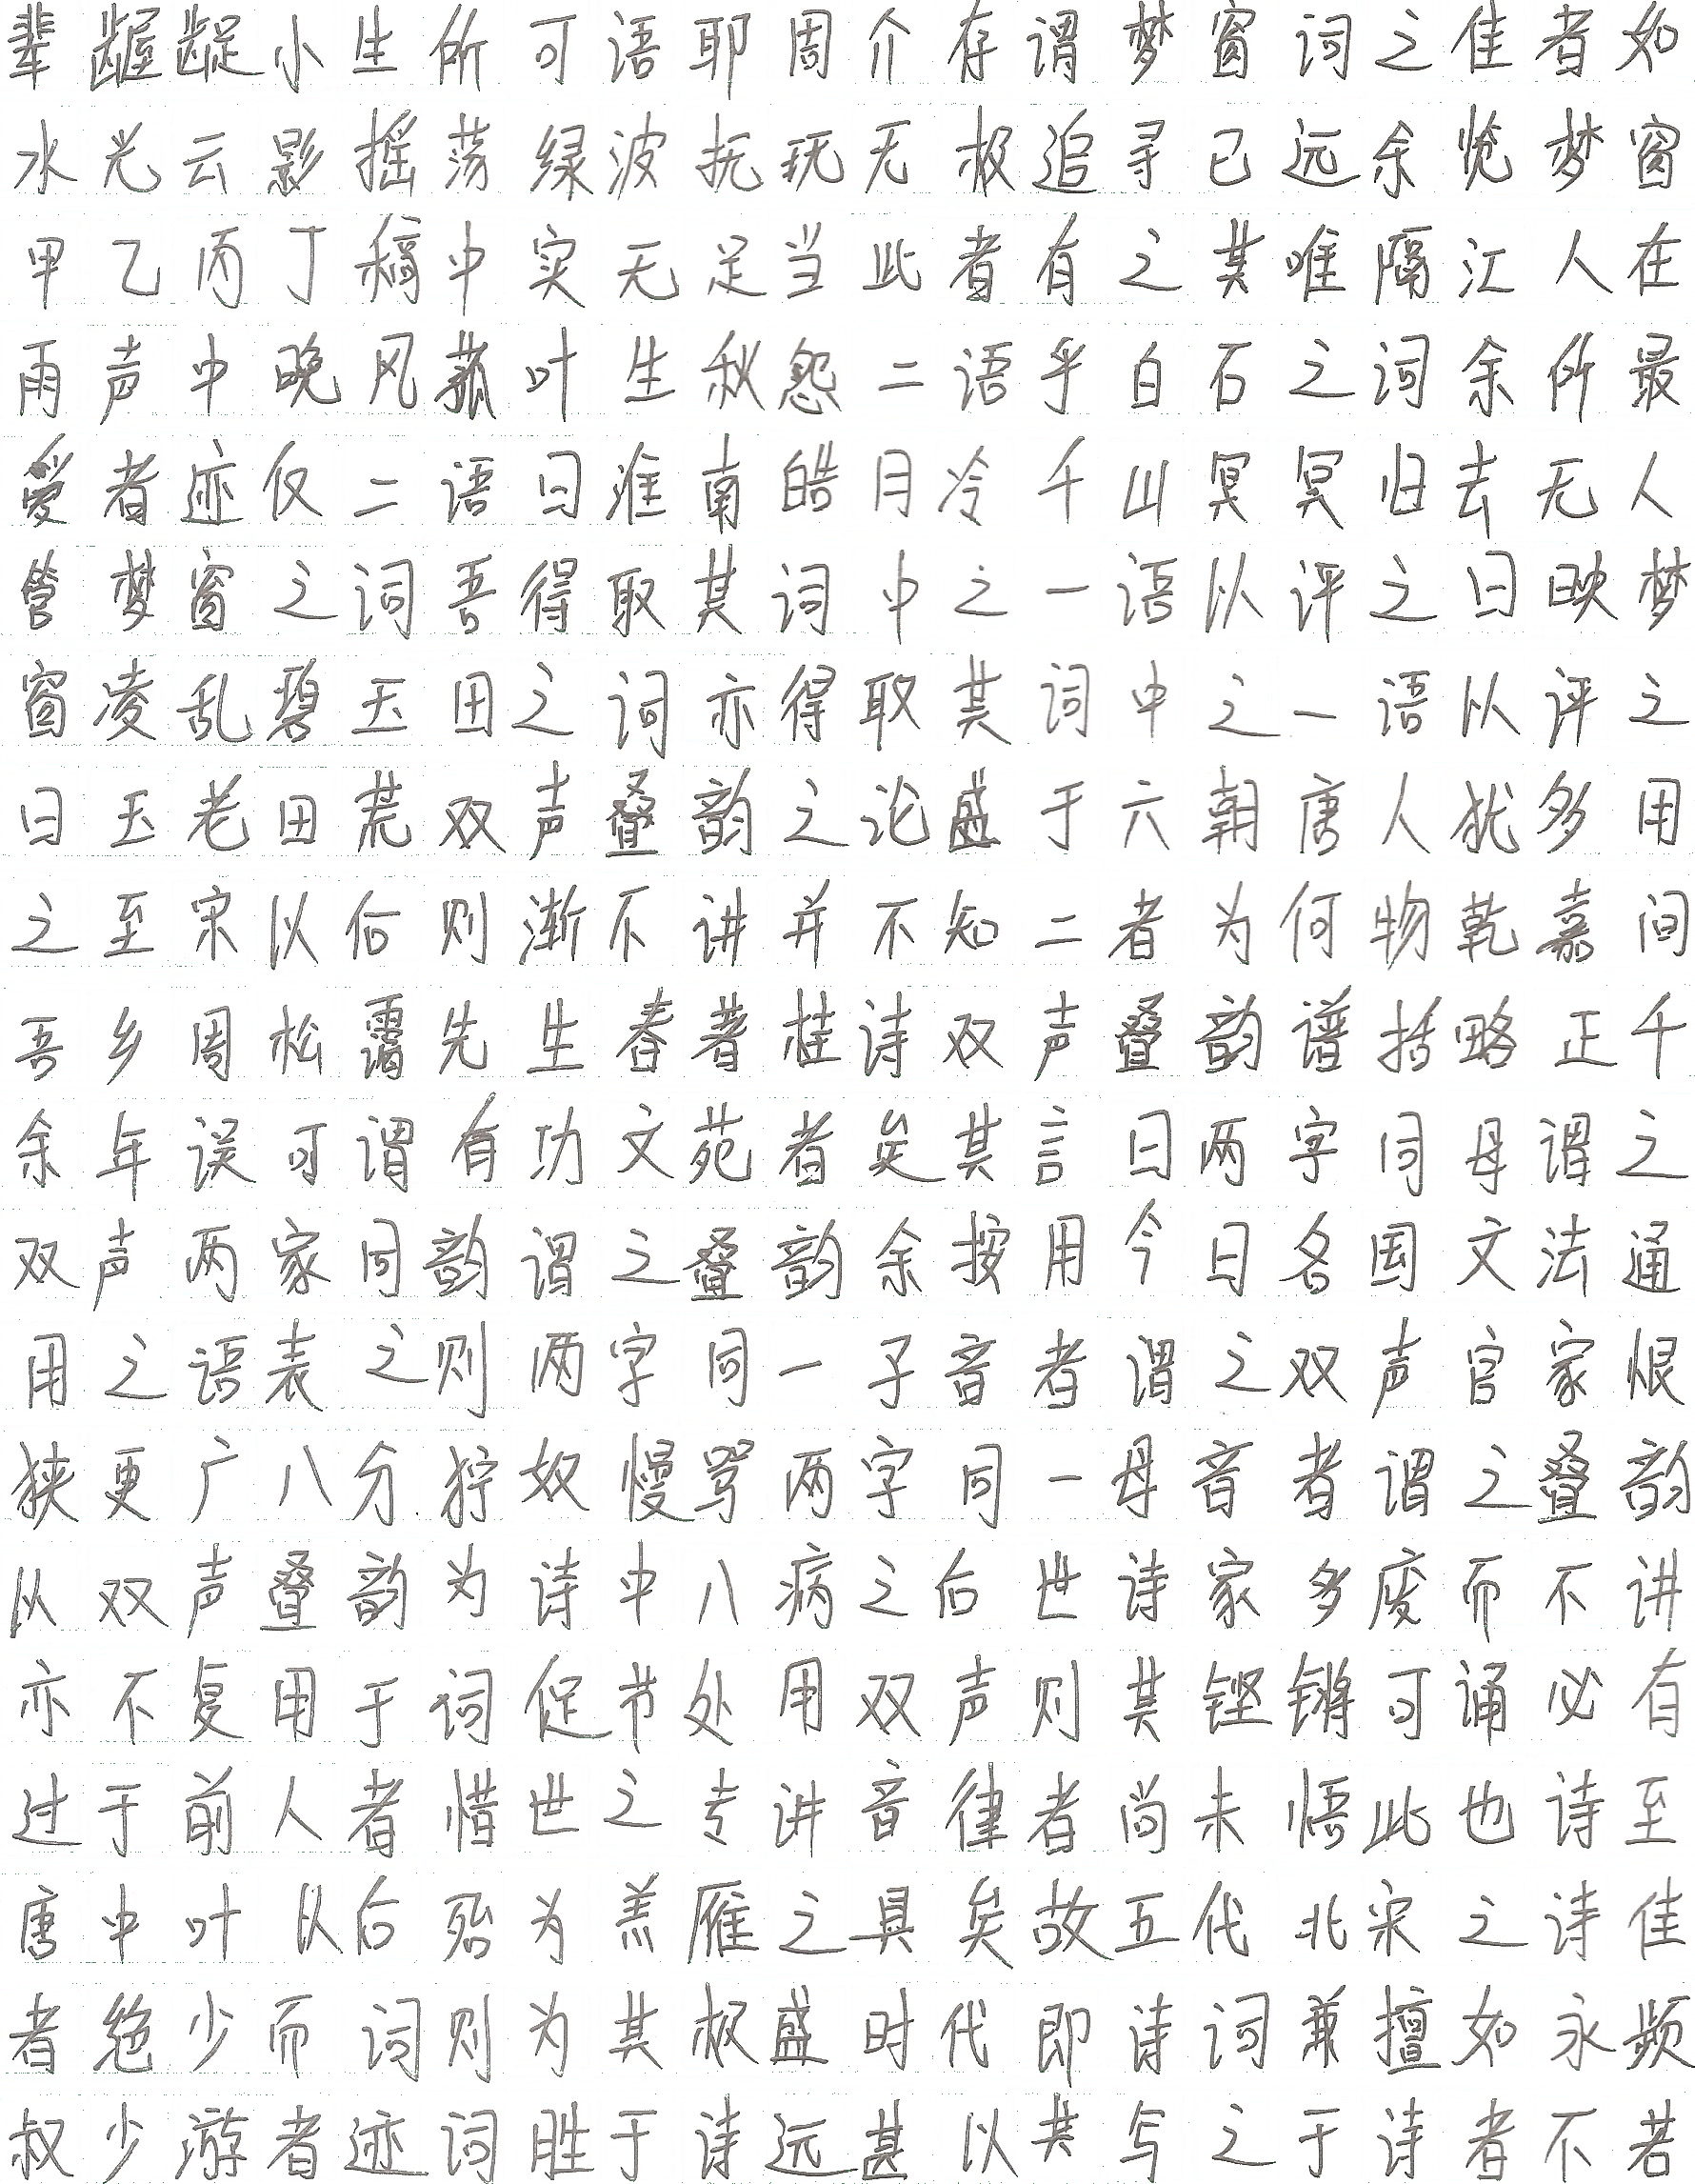 辈龌龊小生所可语耶周介存谓梦窗词之佳者如
水光云影摇荡绿波抚玩无极追寻已远余览梦窗
甲乙丙丁稿中实无足当此者有之其唯隔江人在
雨声中晚风菰叶生秋怨二语乎白石之词余所最
爱者迹仅二语曰淮南皓月冷千山冥冥归去无人
管梦窗之词吾得取其词中之一语以评之曰映梦
窗凌乱碧玉田之词亦得取其词中之一语以评之
曰玉老田荒双声叠韵之论盛于六朝唐人犹多用
之至宋以后则渐不讲并不知二者为何物乾嘉间
吾乡周松霭先生春著桂诗双声叠韵谱括略正千
余年误可谓有功文苑者矣其言曰两字同母谓之
双声两家同韵谓之叠韵余按用今日各国文法通
用之语表之则两字同一子音者谓之双声官家恨
狭更广八分狞奴慢骂两字同一母音者谓之叠韵
从双声叠韵为诗中八病之后世诗家多废而不讲
亦不复用于词促节处用双声则其铿锵可诵必有
过于前人者惜世之专讲音律者尚未悟此也诗至
唐中叶以后殆为羔雁之具矣故五代北宋之诗佳
者绝少而词则为其极盛时代即诗词兼擅如永频
叔少游者迹词胜于诗远甚以其写之于诗者不若